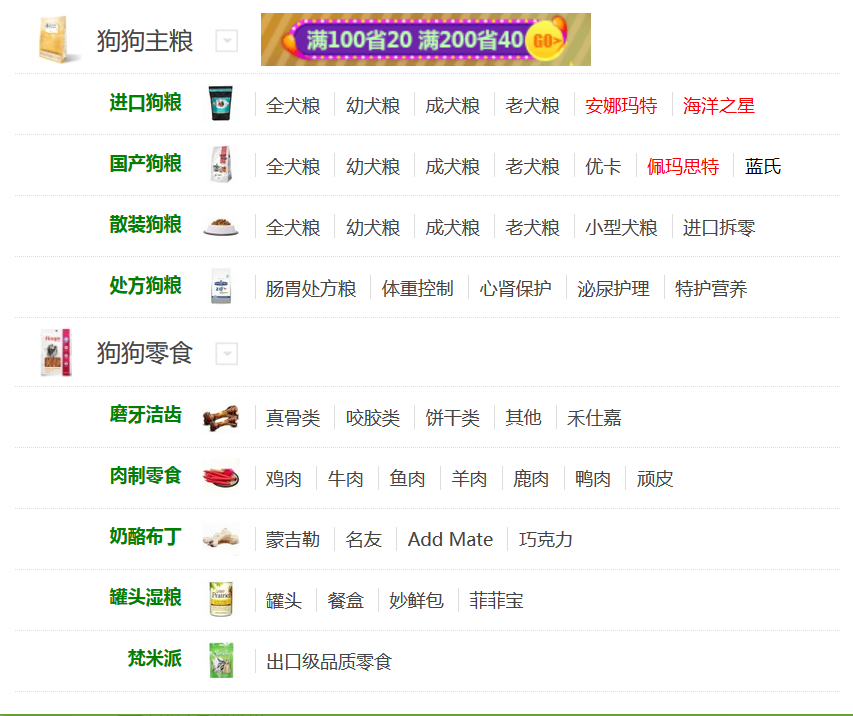 狗狗主粮 满100省20 满200省40 GO>
进口狗粮 全犬粮 幼犬粮 成犬粮 老犬粮 安娜玛特 海洋之星
国产狗粮 全犬粮 幼犬粮 成犬粮 老犬粮 优卡 佩玛思特 蓝氏
散装狗粮 全犬粮 幼犬粮 成犬粮 老犬粮 小型犬粮 进口拆零
处方狗粮 肠胃处方粮 体重控制 心肾保护 泌尿护理 特护营养
狗狗零食
磨牙洁齿 真骨类 咬胶类 饼干类 其他 禾仕嘉
肉制零食 鸡肉 牛肉 鱼肉 羊肉 鹿肉 鸭肉 顽皮
奶酪布丁 蒙吉勒 名友 Add Mate 巧克力
罐头湿粮 罐头 餐盒 妙鲜包 菲菲宝
梵米派 出口级品质零食